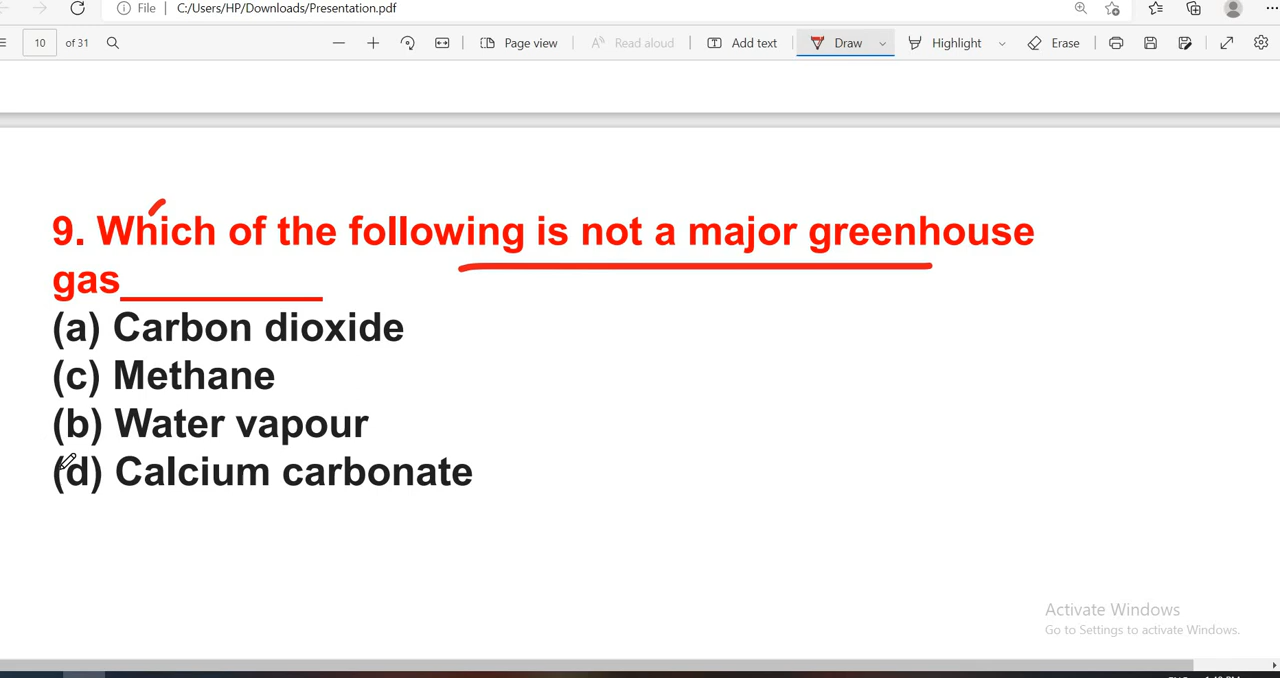 File | C:/Users/HP/Downloads/Presentation.pdf
10 of 31 Page view Read aloud Add text Draw Highlight Erase
9. Which of the following is not a major greenhouse
gas_________
(a) Carbon dioxide
(c) Methane
(b) Water vapour
(d) Calcium carbonate
Activate Windows
Go to Settings to activate Windows.